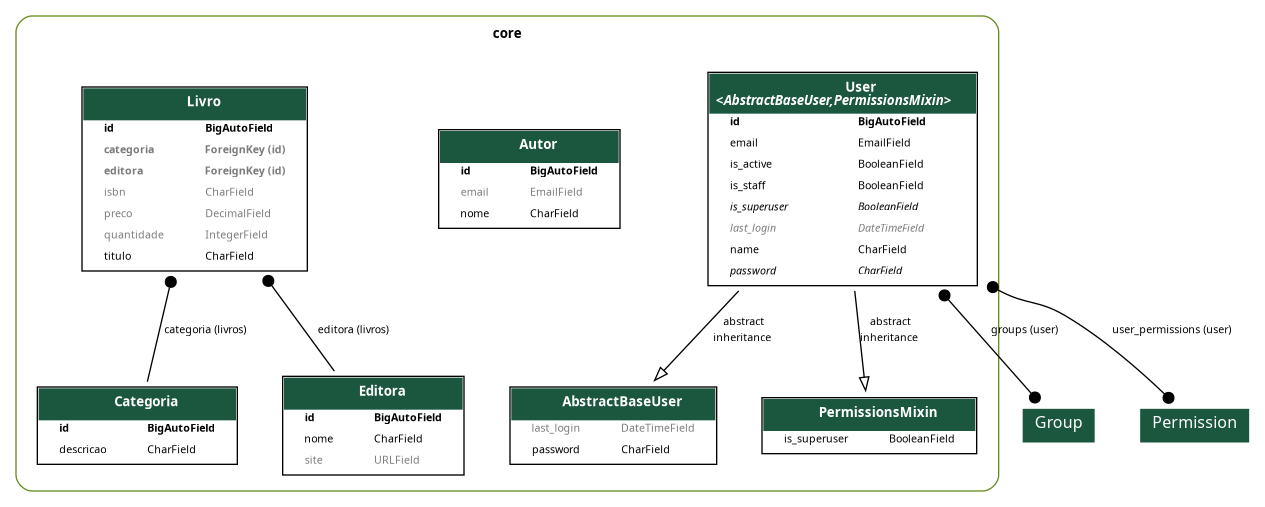 core
Livro
id BigAutoField
categoria ForeignKey (id)
editora ForeignKey (id)
isbn CharField
preco DecimalField
quantidade IntegerField
titulo CharField
Autor
id BigAutoField
email EmailField
nome CharField
User
<AbstractBaseUser,PermissionsMixin>
id BigAutoField
email EmailField
is_active BooleanField
is_staff BooleanField
is_superuser BooleanField
last_login DateTimeField
name CharField
password CharField
categoria (livros)
editora (livros)
abstract
inheritance
abstract
inheritance
groups (user)
user_permissions (user)
Categoria
id BigAutoField
descricao CharField
Editora
id BigAutoField
nome CharField
site URLField
AbstractBaseUser
last_login DateTimeField
password CharField
PermissionsMixin
is_superuser BooleanField
Group
Permission